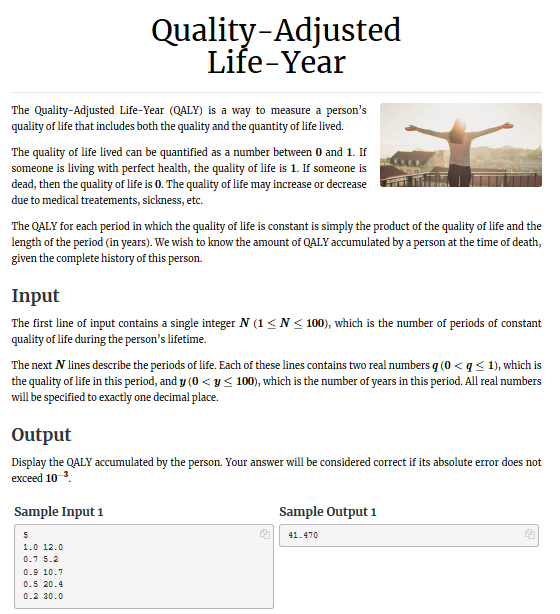 Quality-Adjusted
Life-Year
The Quality-Adjusted Life-Year (QALY) is a way to measure a person's
quality of life that includes both the quality and the quantity of life lived.
The quality of life lived can be quantified as a number between 0 and 1. If
someone is living with perfect health, the quality of life is 1. If someone is
dead, then the quality of life is 0. The quality of life may increase or decrease
due to medical treatements, sickness, etc.
The QALY for each period in which the quality of life is constant is simply the product of the quality of life and the
length of the period (in years). We wish to know the amount of QALY accumulated by a person at the time of death,
given the complete history of this person.
Input
The first line of input contains a single integer N (1 ≤ N ≤ 100), which is the number of periods of constant
quality of life during the person's lifetime.
The next N lines describe the periods of life. Each of these lines contains two real numbers q (0 < q ≤ 1), which is
the quality of life in this period, and y (0 < y ≤ 100), which is the number of years in this period. All real numbers
will be specified to exactly one decimal place.
Output
Display the QALY accumulated by the person. Your answer will be considered correct if its absolute error does not
exceed 10⁻³.
Sample Input 1
5
1.0 12.0
0.7 5.2
0.9 10.7
0.5 20.4
0.2 30.0
Sample Output 1
41.470